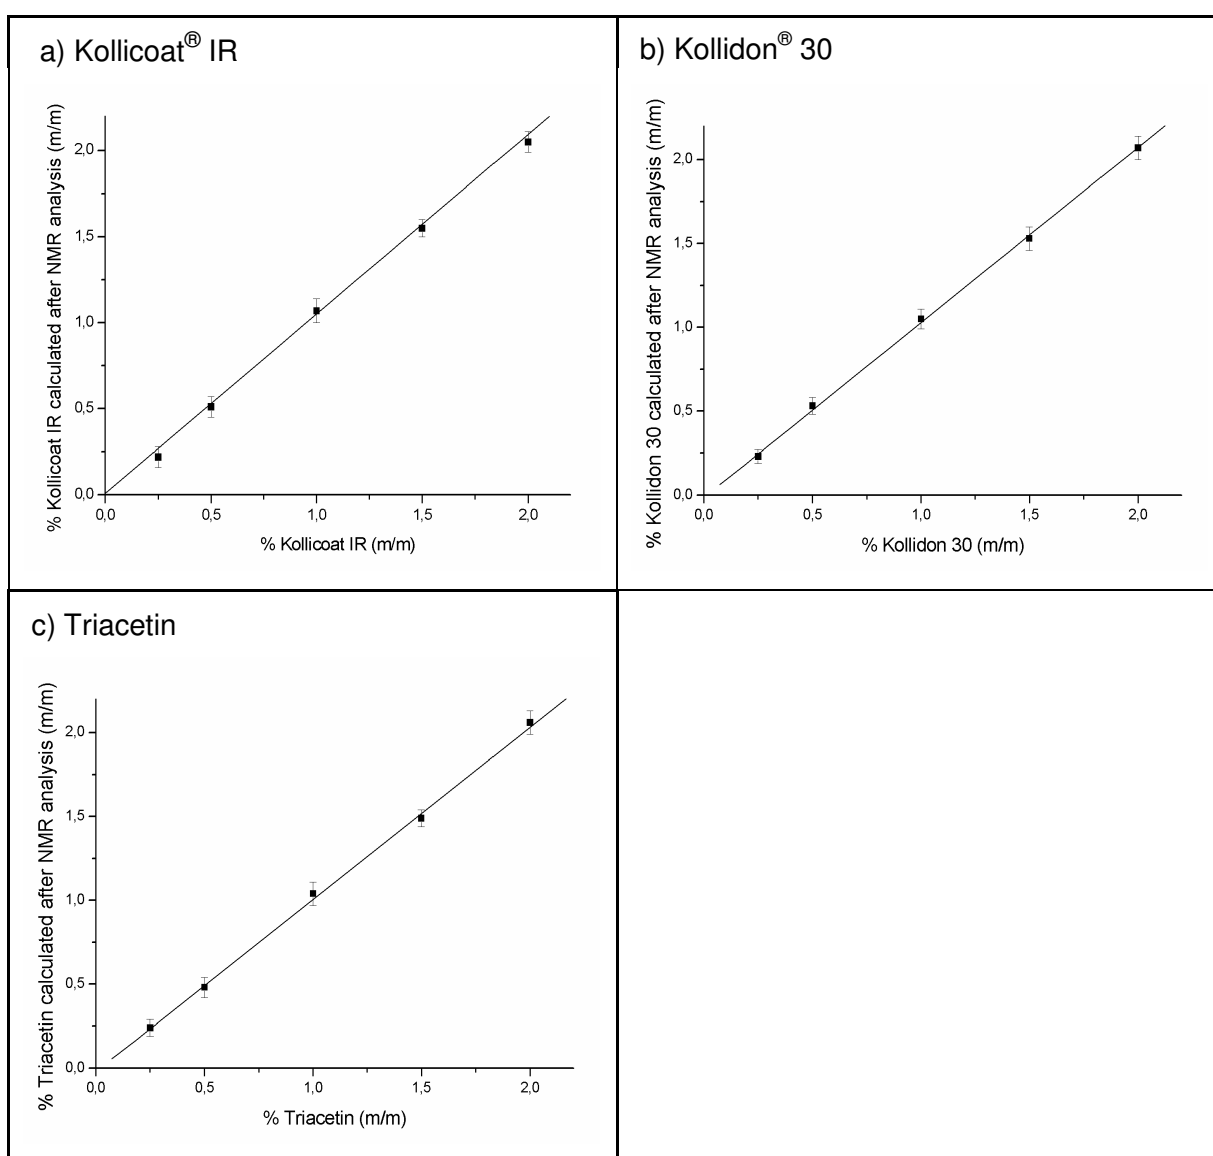 a) Kollicoat® IR
% Kollicoat IR calculated after NMR analysis (m/m)
2,0
1,5
1,0
0,5
0,0
0,0 0,5 1,0 1,5 2,0
% Kollicoat IR (m/m)
b) Kollidon® 30
% Kollidon 30 calculated after NMR analysis (m/m)
2,0
1,5
1,0
0,5
0,0
0,0 0,5 1,0 1,5 2,0
% Kollidon 30 (m/m)
c) Triacetin
% Triacetin calculated after NMR analysis (m/m)
2,0
1,5
1,0
0,5
0,0
0,0 0,5 1,0 1,5 2,0
% Triacetin (m/m)